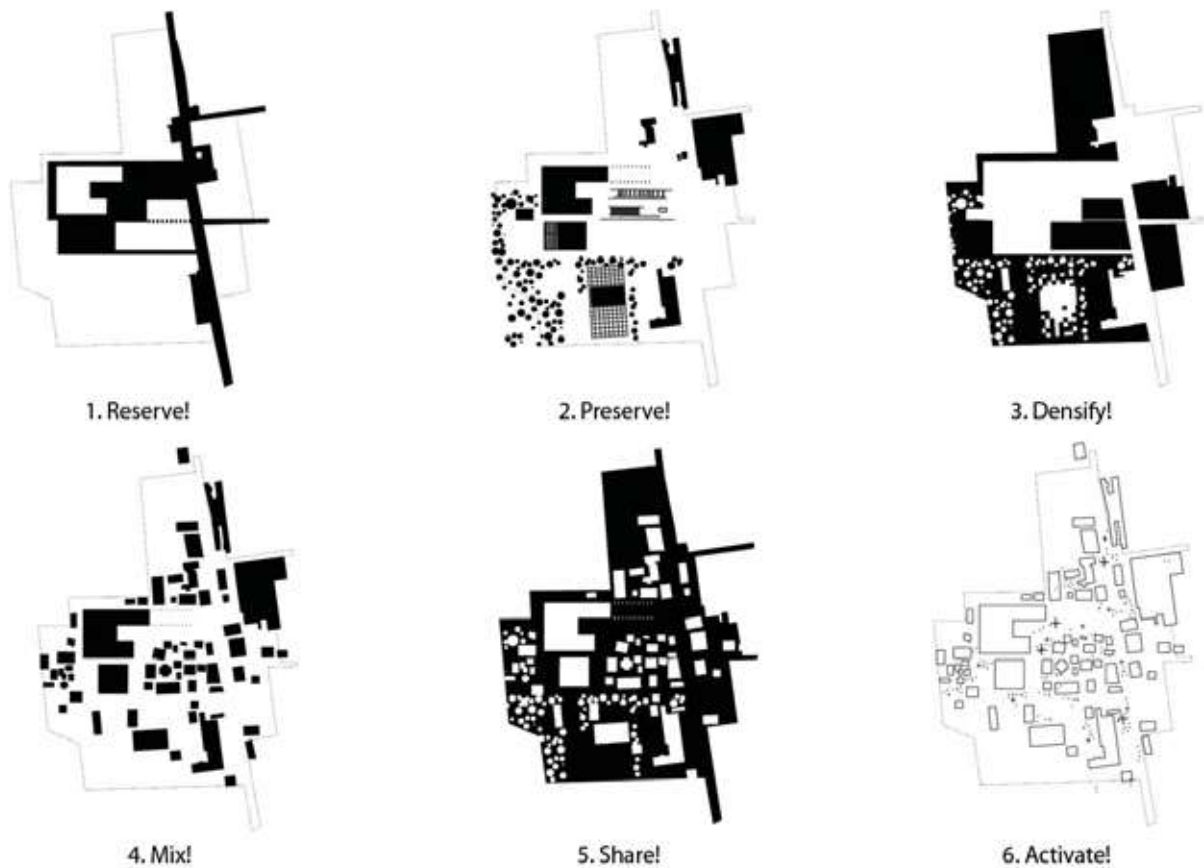 1. Reserve!
2. Preserve!
3. Densify!
4. Mix!
5. Share!
6. Activate!